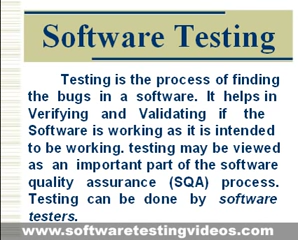 Software Testing
Testing is the process of finding
the bugs in a software. It helps in
Verifying and Validating if the
Software is working as it is intended
to be working. testing may be viewed
as an important part of the software
quality assurance (SQA) process.
Testing can be done by software
testers.
www.softwaretestingvideos.com